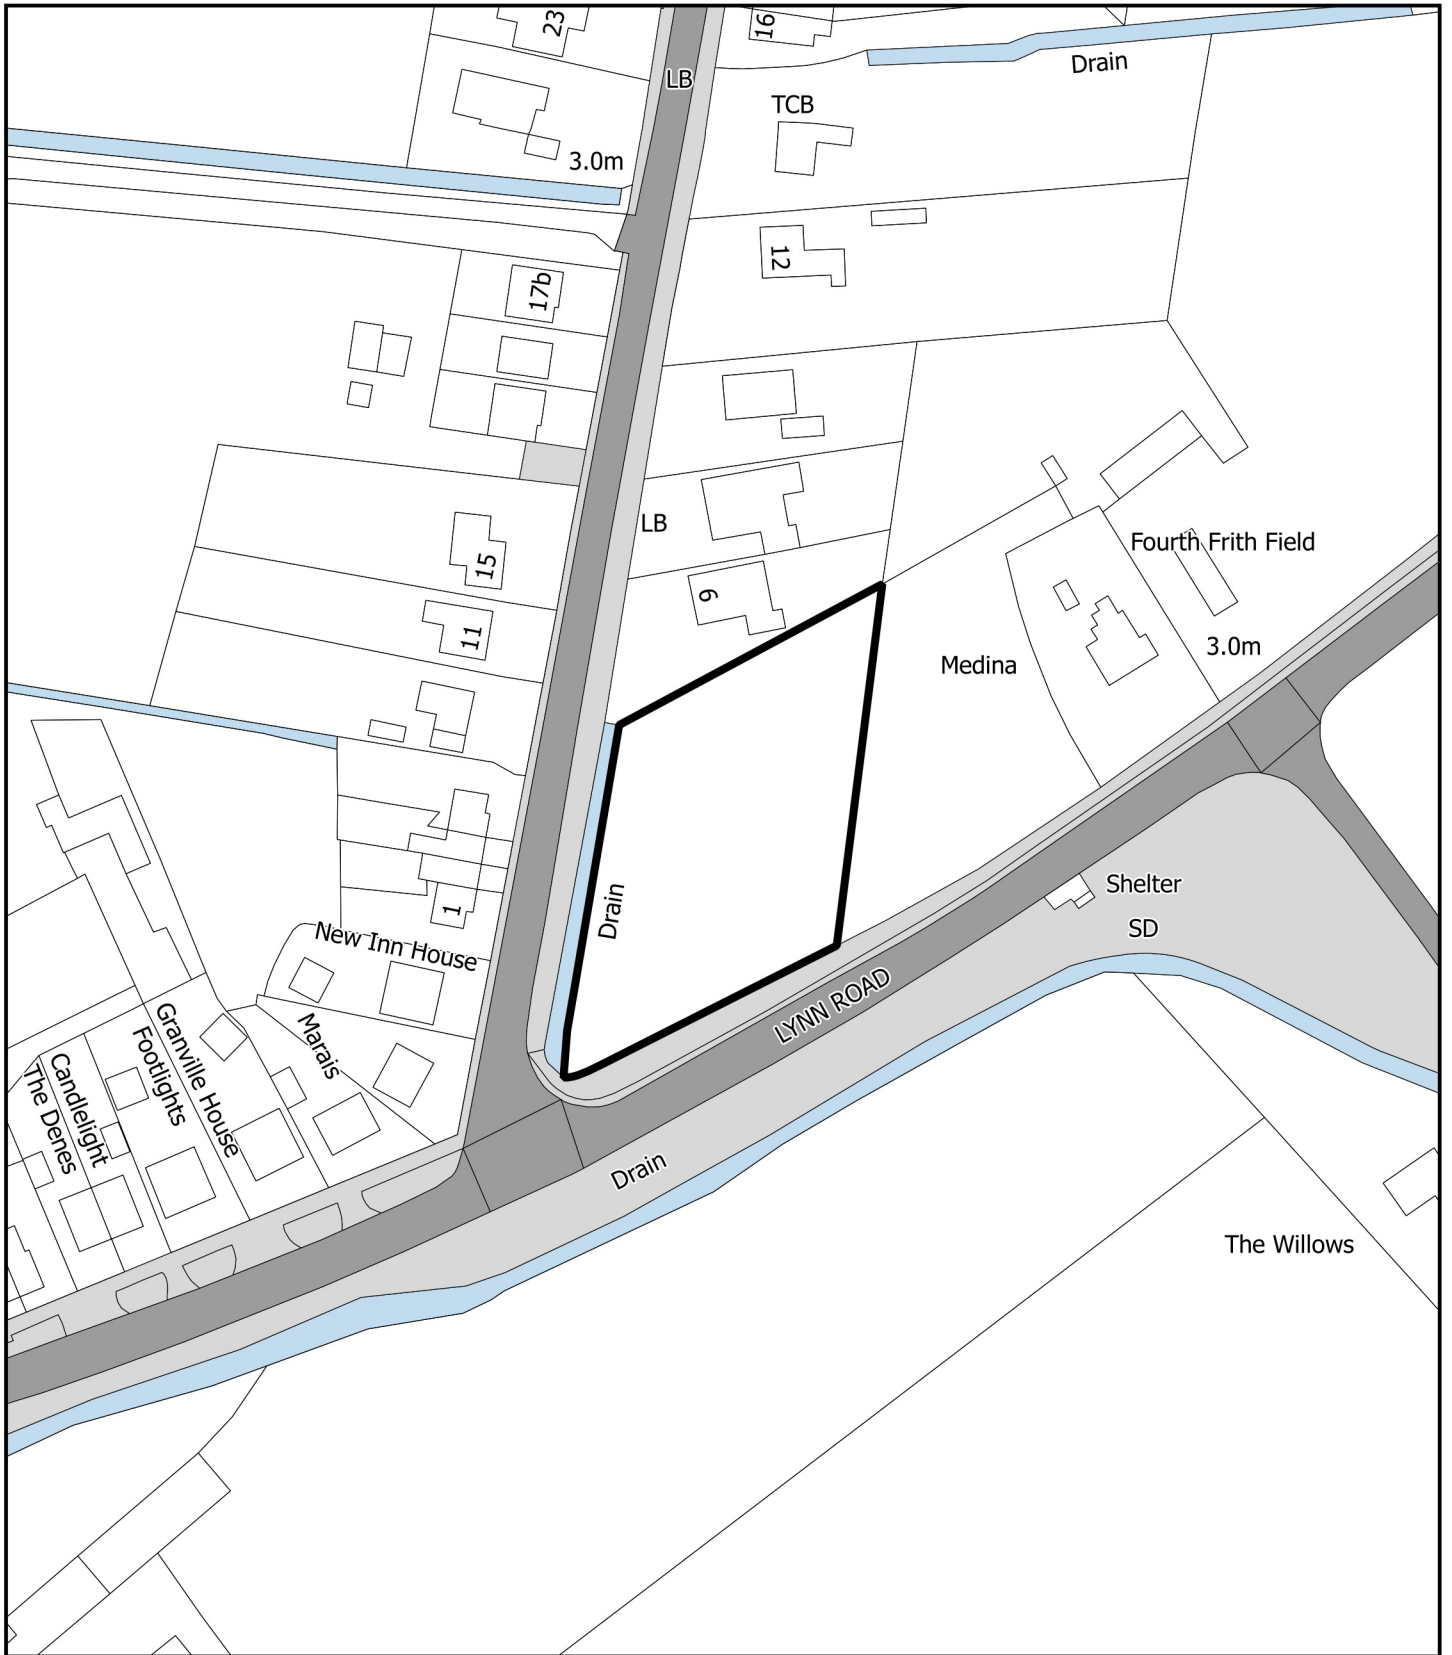 23
LB
16
Drain
TCB
3.0m
12
17b
LB
15
Fourth Frith Field
6
11
3.0m
Medina
Shelter
Drain
1
SD
New Inn House
LYNN ROAD
Marais
Granville House
Footlights
Candlelight
The Denes
Drain
The Willows